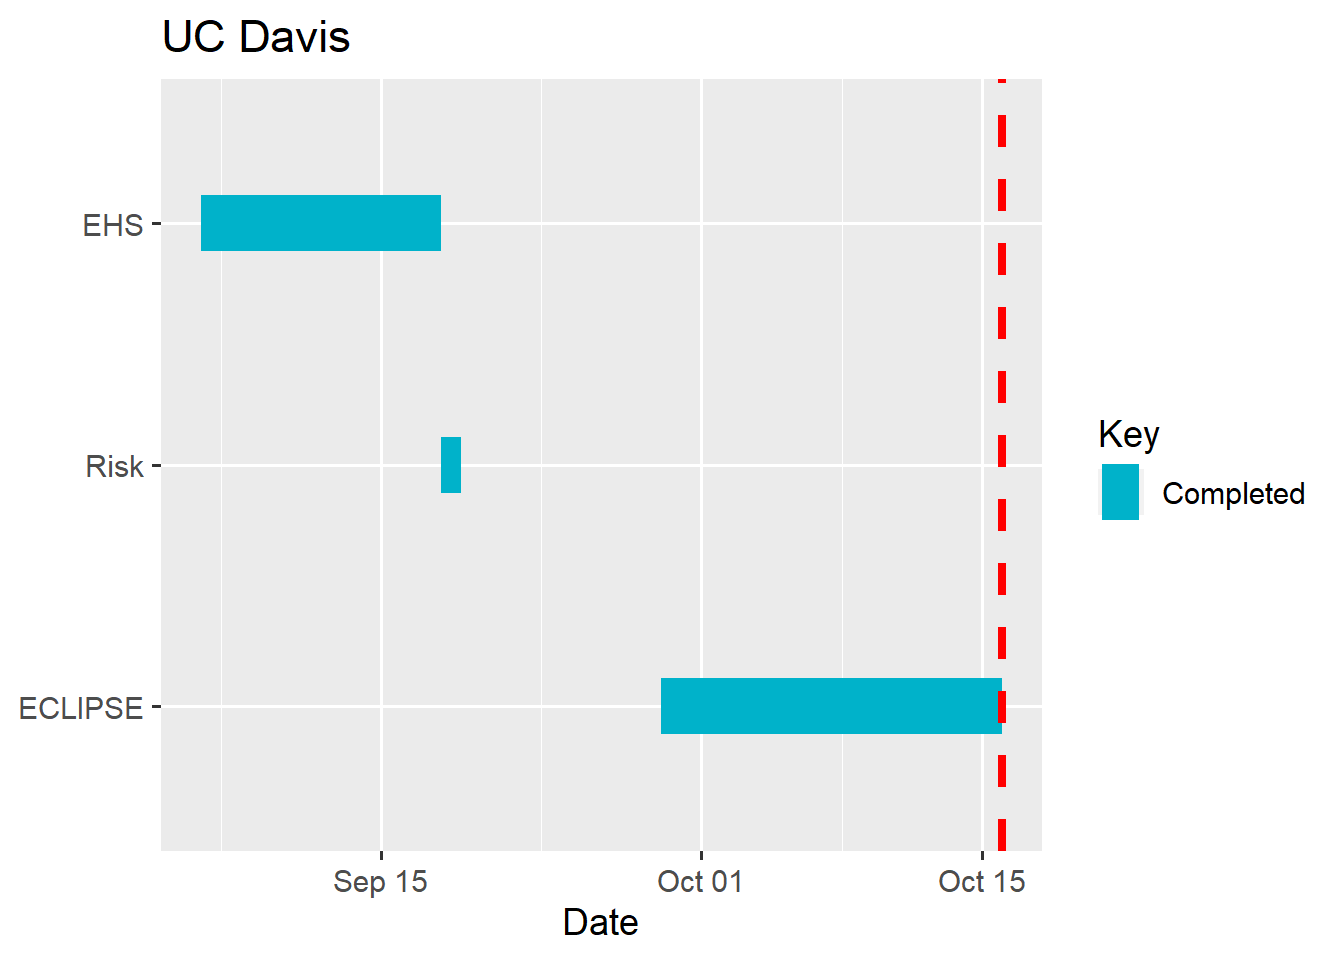 UC Davis
EHS
Risk
ECLIPSE
Sep 15
Oct 01
Oct 15
Date
Key
Completed